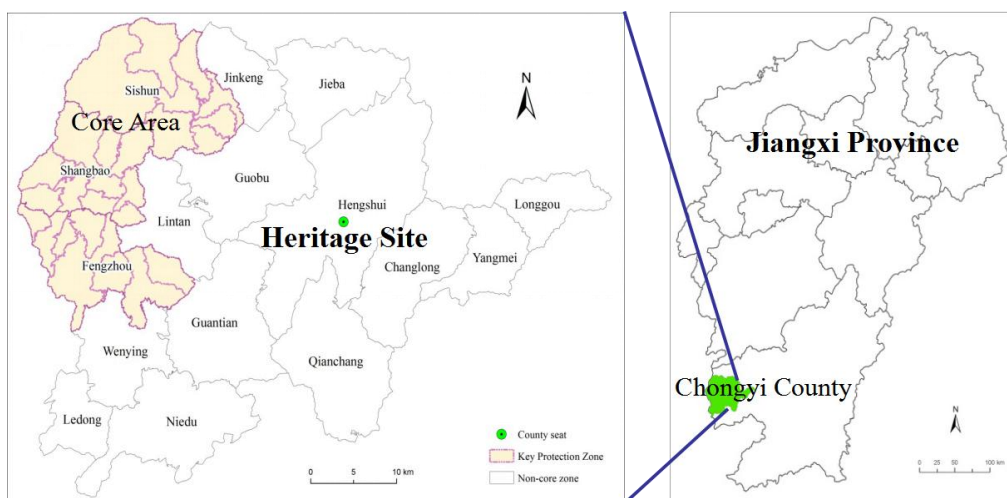 Jinkeng
Jieba
Sishun
N
Core Area
Shangbao
Guobu
Hengshui
Longgou
Lintan
Heritage Site
Changlong
Yangmei
Fengzhou
Guantian
Wenying
Qianchang
Ledong
Niedu
County seat
Key Protection Zone
Non-core zone
0 5 10 km
Jiangxi Province
Chongyi County
N
0 25 50 100 km